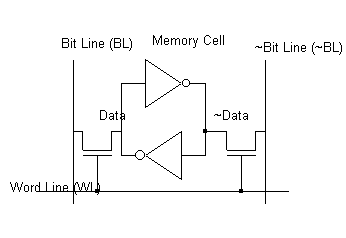 Bit Line (BL)
Memory Cell
~Bit Line (~BL)
Data
~Data
Word Line (WL)